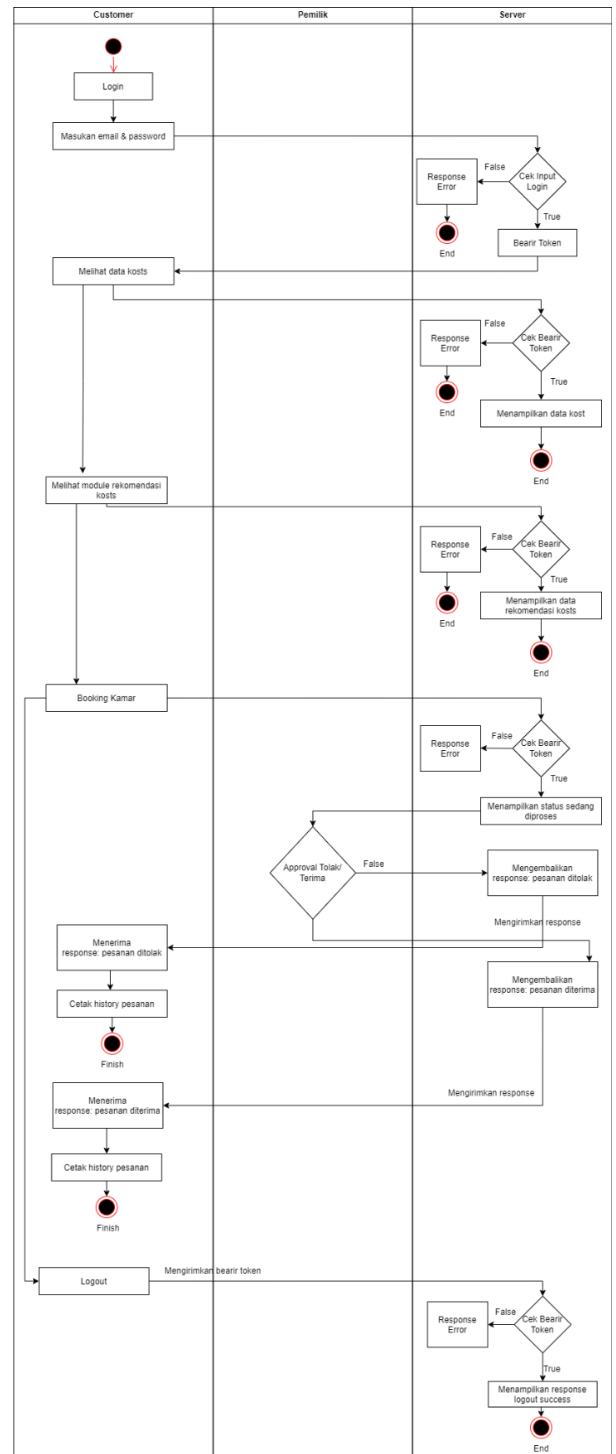 Customer
Pemilik
Server
Login
Masukan email & password
Cek Input
Login
False
Response
Error
End
True
Bearir Token
Melihat data kosts
Cek Bearir
Token
False
Response
Error
End
True
Menampilkan data kost
End
Melihat module rekomendasi
kosts
Cek Bearir
Token
False
Response
Error
End
True
Menampilkan data
rekomendasi kosts
End
Booking Kamar
Cek Bearir
Token
False
Response
Error
True
Menampilkan status sedang
diproses
Approval Tolak/
Terima
False
Mengembalikan
response: pesanan ditolak
Mengirimkan response
Menerima
response: pesanan ditolak
Mengembalikan
response: pesanan diterima
Cetak history pesanan
Finish
Mengirimkan response
Menerima
response: pesanan diterima
Cetak history pesanan
Finish
Logout
Mengirimkan bearir token
Cek Bearir
Token
False
Response
Error
True
Menampilkan response
logout success
End